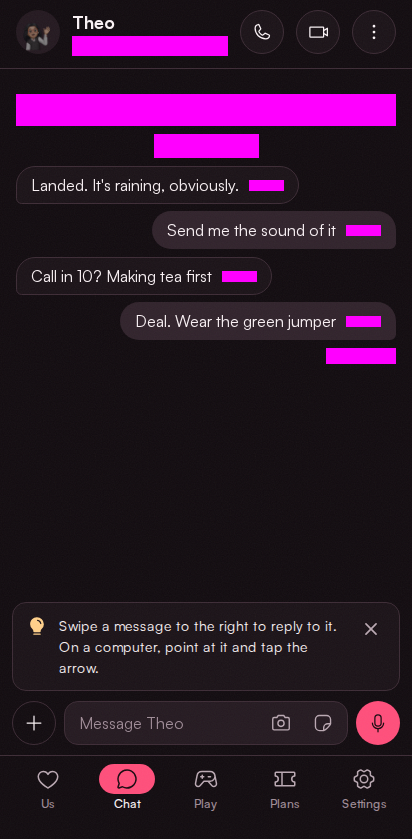 Theo
Landed. It's raining, obviously.
Send me the sound of it
Call in 10? Making tea first
Deal. Wear the green jumper
Swipe a message to the right to reply to it.
On a computer, point at it and tap the
arrow.
Message Theo
Us
Chat
Play
Plans
Settings